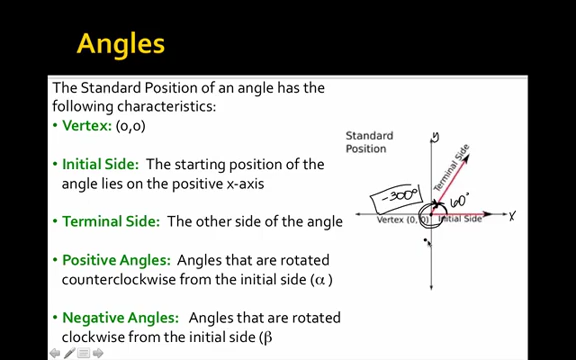 Angles
The Standard Position of an angle has the
following characteristics:
• Vertex: (0,0)
• Initial Side: The starting position of the
angle lies on the positive x-axis
• Terminal Side: The other side of the angle
• Positive Angles: Angles that are rotated
counterclockwise from the initial side (α)
• Negative Angles: Angles that are rotated
clockwise from the initial side (β
Standard
Position
y
Terminal Side
-300°
60°
Vertex (0, 0)
Initial Side
x